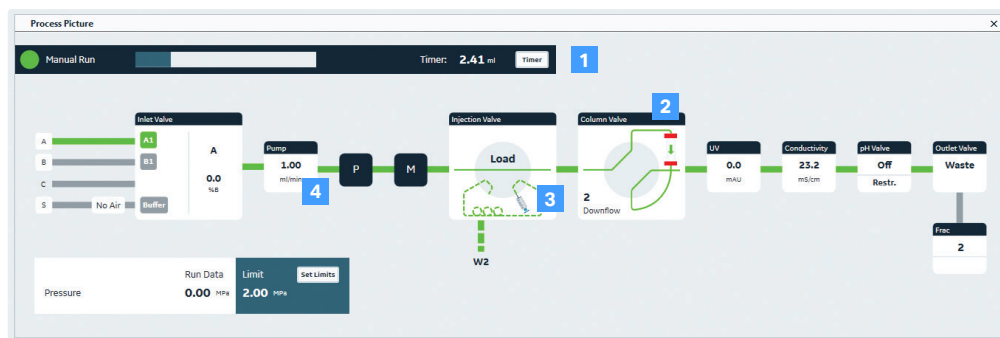 Process Picture
×
Manual Run
Timer: 2.41 ml
Timer
1
Inlet Valve
A
A1
B
B1
C
S
No Air
Buffer
A
0.0
%B
Pump
1.00
ml/min
4
P
M
Injection Valve
Load
3
W2
Column Valve
2
2
Downflow
UV
0.0
mAU
Conductivity
23.2
mS/cm
pH Valve
Off
Restr.
Outlet Valve
Waste
Frac
2
Run Data
Limit
Set Limits
Pressure
0.00 MPa
2.00 MPa